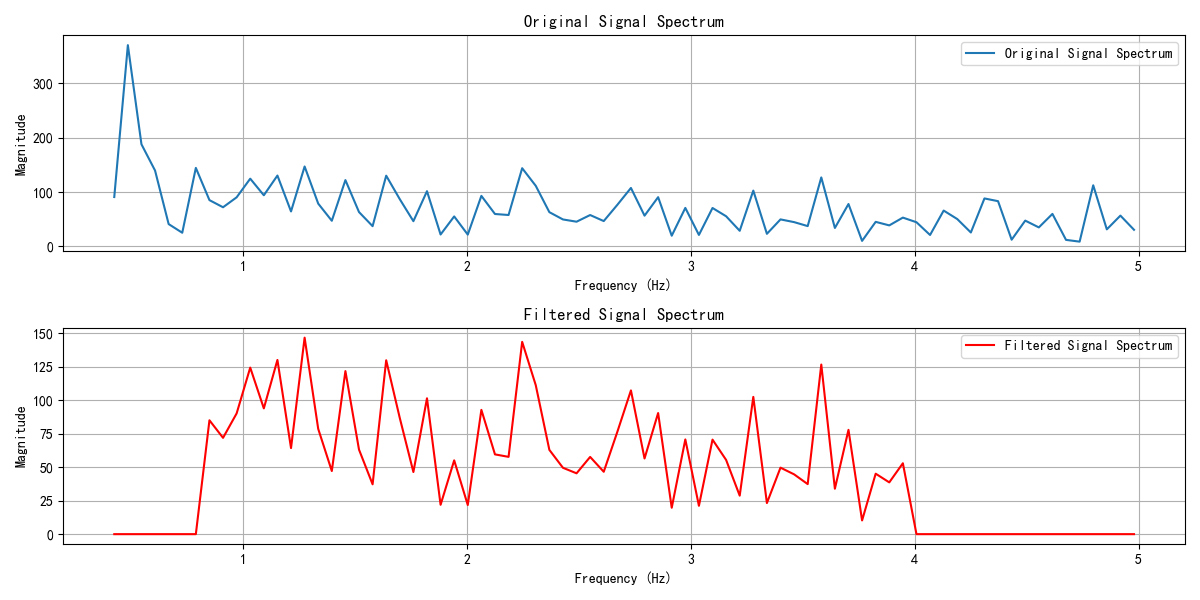 Original Signal Spectrum
Original Signal Spectrum
Magnitude
300
200
100
0
1 2 3 4 5
Frequency (Hz)
Filtered Signal Spectrum
Filtered Signal Spectrum
Magnitude
150
125
100
75
50
25
0
1 2 3 4 5
Frequency (Hz)